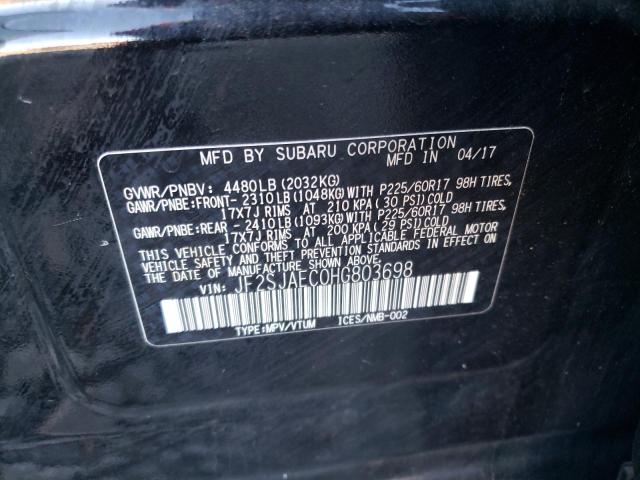 MFD BY SUBARU CORPORATION
MFD IN 04/17
GVWR/PNBV: 4480LB (2032KG)
GAWR/PNBE:FRONT- 2310LB (1048KG) WITH P225/60R17 98H TIRES,
17X7J RIMS AT 210 KPA ( 30 PSI) COLD
GAWR/PNBE:REAR - 2410LB (1093KG) WITH P225/60R17 98H TIRES,
17X7J RIMS AT 200 KPA ( 29 PSI) COLD
THIS VEHICLE CONFORMS TO ALL APPLICABLE FEDERAL MOTOR
VEHICLE SAFETY AND THEFT PREVENTION STANDARDS IN EFFECT ON
THE DATE OF MANUFACTURE SHOWN ABOVE.
VIN: JF2SJAEC0HG803698
TYPE:MPV/VTUM ICES/NMB-002